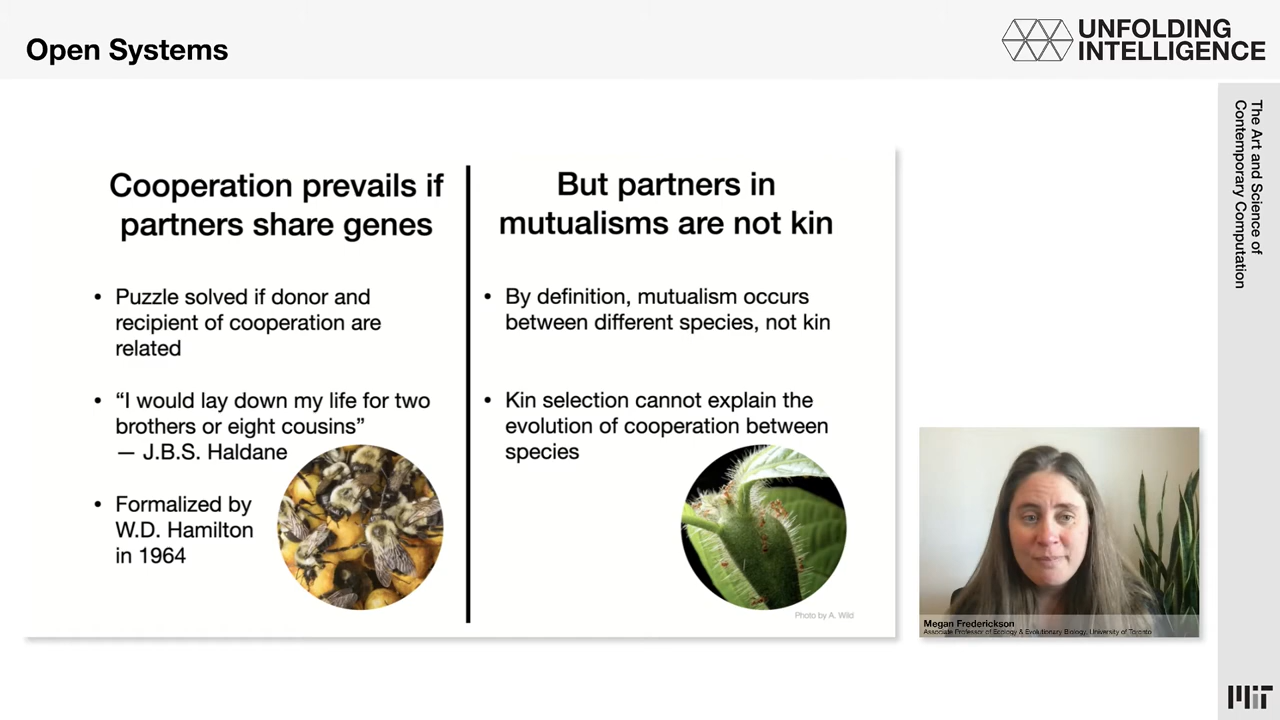 Open Systems
UNFOLDING
INTELLIGENCE
The Art and Science of
Contemporary Computation
Cooperation prevails if
partners share genes
• Puzzle solved if donor and
recipient of cooperation are
related
• “I would lay down my life for two
brothers or eight cousins”
— J.B.S. Haldane
• Formalized by
W.D. Hamilton
in 1964
But partners in
mutualisms are not kin
• By definition, mutualism occurs
between different species, not kin
• Kin selection cannot explain the
evolution of cooperation between
species
Photo by A. Wild
Megan Frederickson
Associate Professor of Ecology & Evolutionary Biology, University of Toronto
MIT